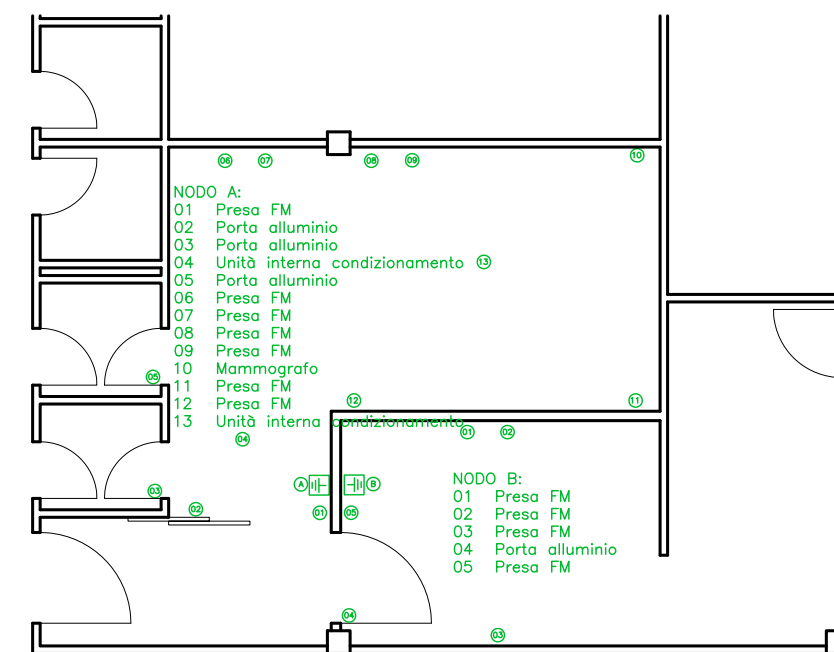 06 07 08 09 10
NODO A:
01 Presa FM
02 Porta alluminio
03 Porta alluminio
04 Unità interna condizionamento 13
05 Porta alluminio
06 Presa FM
07 Presa FM
08 Presa FM
09 Presa FM
10 Mammografo
11 Presa FM
12 Presa FM
13 Unità interna condizionamento
05
12 11
01 02
04
A B
03
02
01 05
NODO B:
01 Presa FM
02 Presa FM
03 Presa FM
04 Porta alluminio
05 Presa FM
04
03